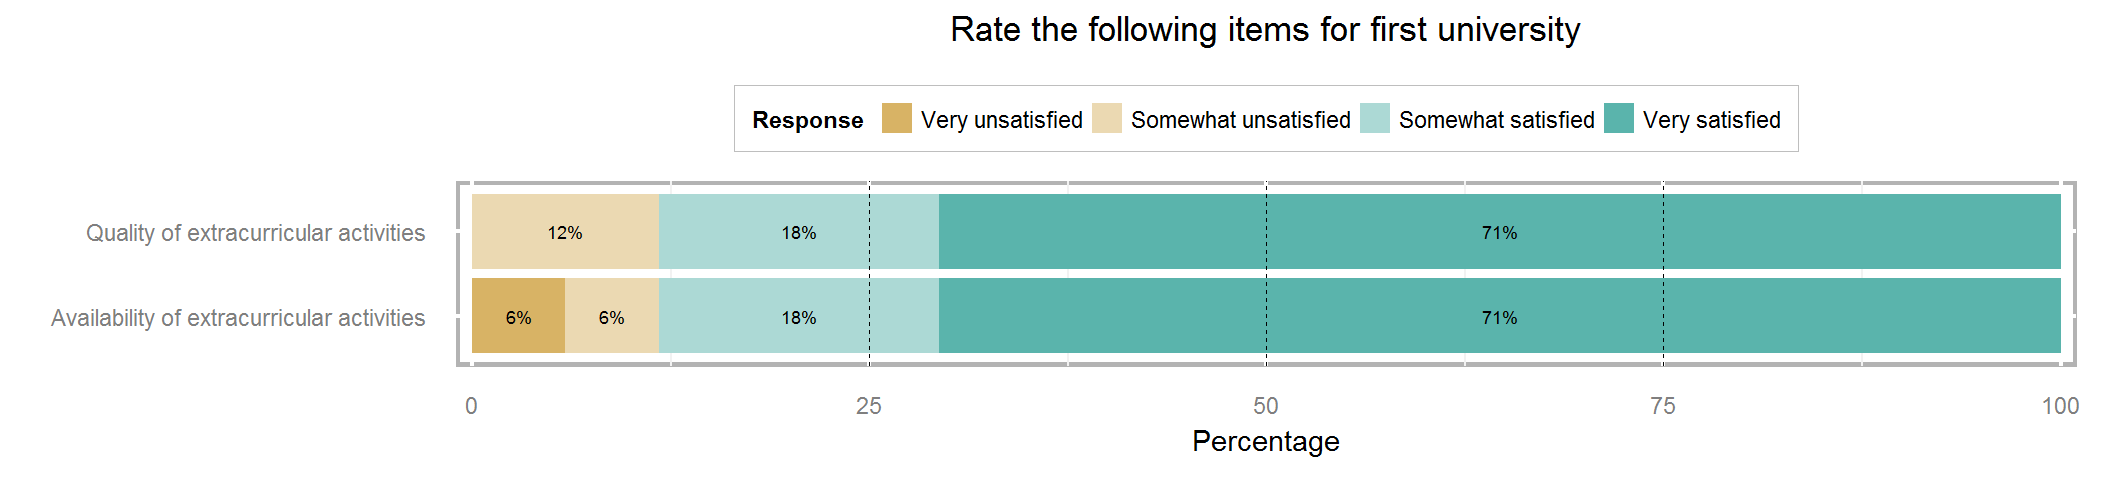 Rate the following items for first university
Response Very unsatisfied Somewhat unsatisfied Somewhat satisfied Very satisfied
Quality of extracurricular activities 12% 18% 71%
Availability of extracurricular activities 6% 6% 18% 71%
0 25 50 75 100
Percentage